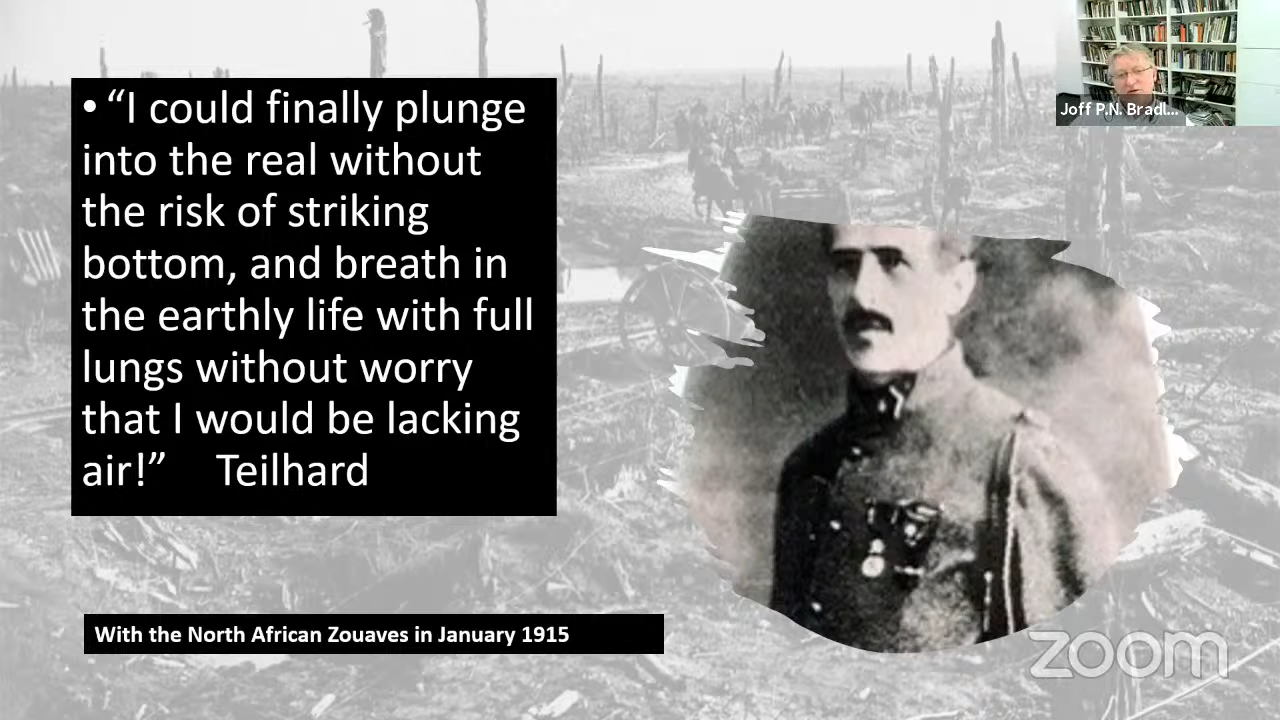 • “I could finally plunge
into the real without
the risk of striking
bottom, and breath in
the earthly life with full
lungs without worry
that I would be lacking
air!” Teilhard
With the North African Zouaves in January 1915
Joff P.N. Bradl...
zoom